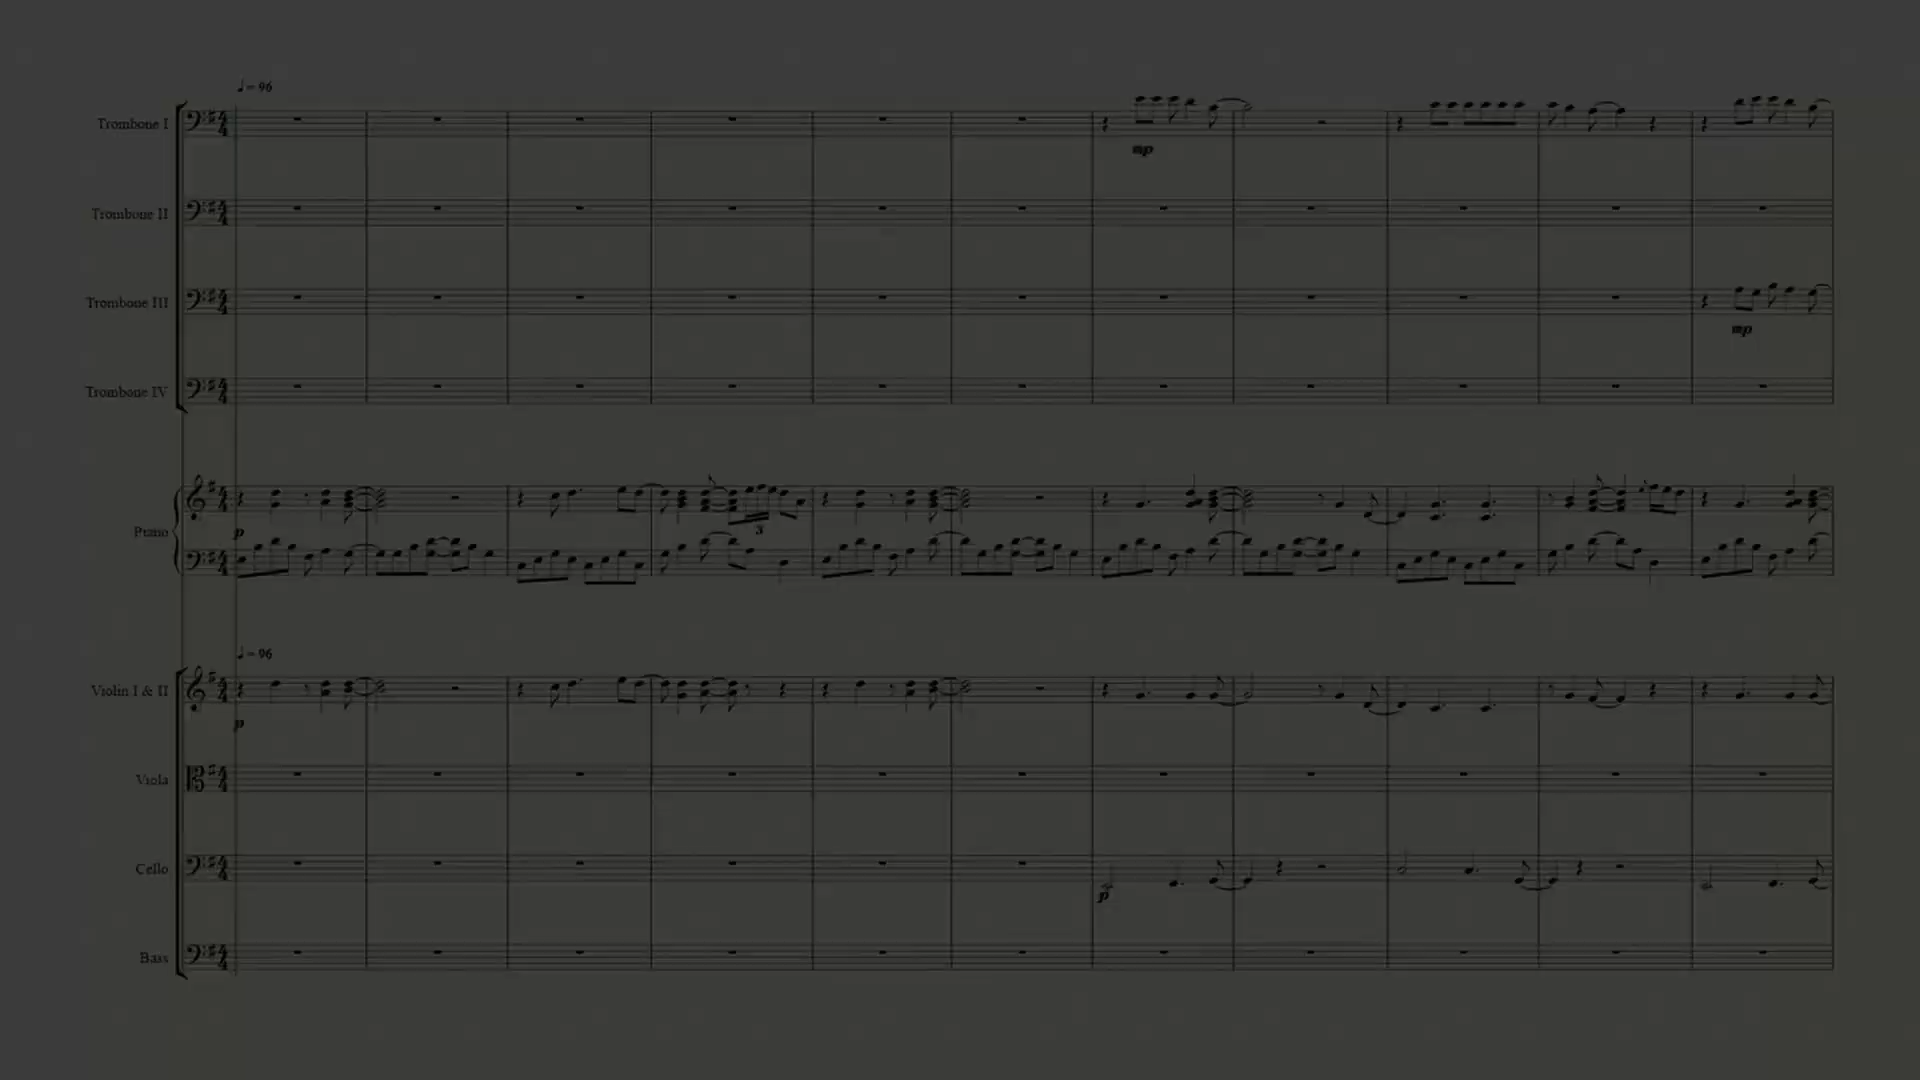 ♩ = 96
Trombone I
mp
Trombone II
Trombone III
mp
Trombone IV
Piano
p
3
♩ = 96
Violin I & II
p
Viola
Cello
p
Bass